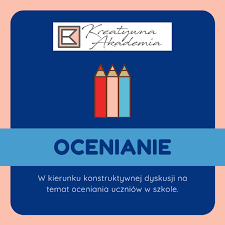 Kreatywna
Akademia
OCENIANIE
W kierunku konstruktywnej dyskusji na
temat oceniania uczniów w szkole.